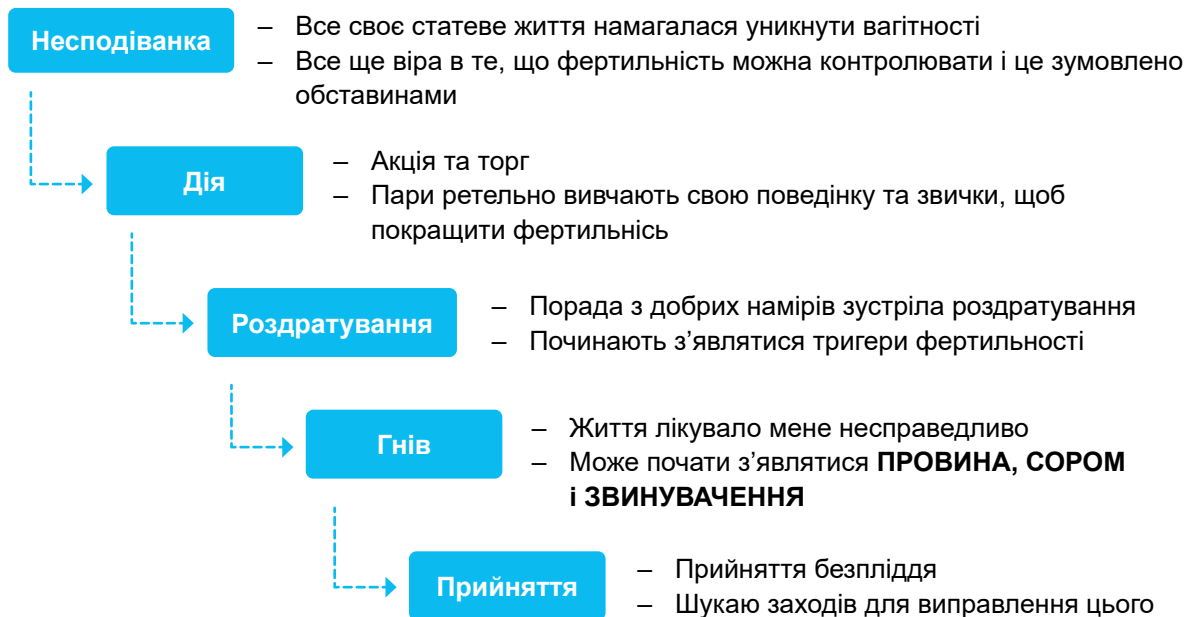 Несподіванка
– Все своє статеве життя намагалася уникнути вагітності
– Все ще віра в те, що фертильність можна контролювати і це зумовлено
обставинами
Дія
– Акція та торг
– Пари ретельно вивчають свою поведінку та звички, щоб
покращити фертильнісь
Роздратування
– Порада з добрих намірів зустріла роздратування
– Починають з’являтися тригери фертильності
Гнів
– Життя лікувало мене несправедливо
– Може почати з’являтися ПРОВИНА, СОРОМ
і ЗВИНУВАЧЕННЯ
Прийняття
– Прийняття безпліддя
– Шукаю заходів для виправлення цього